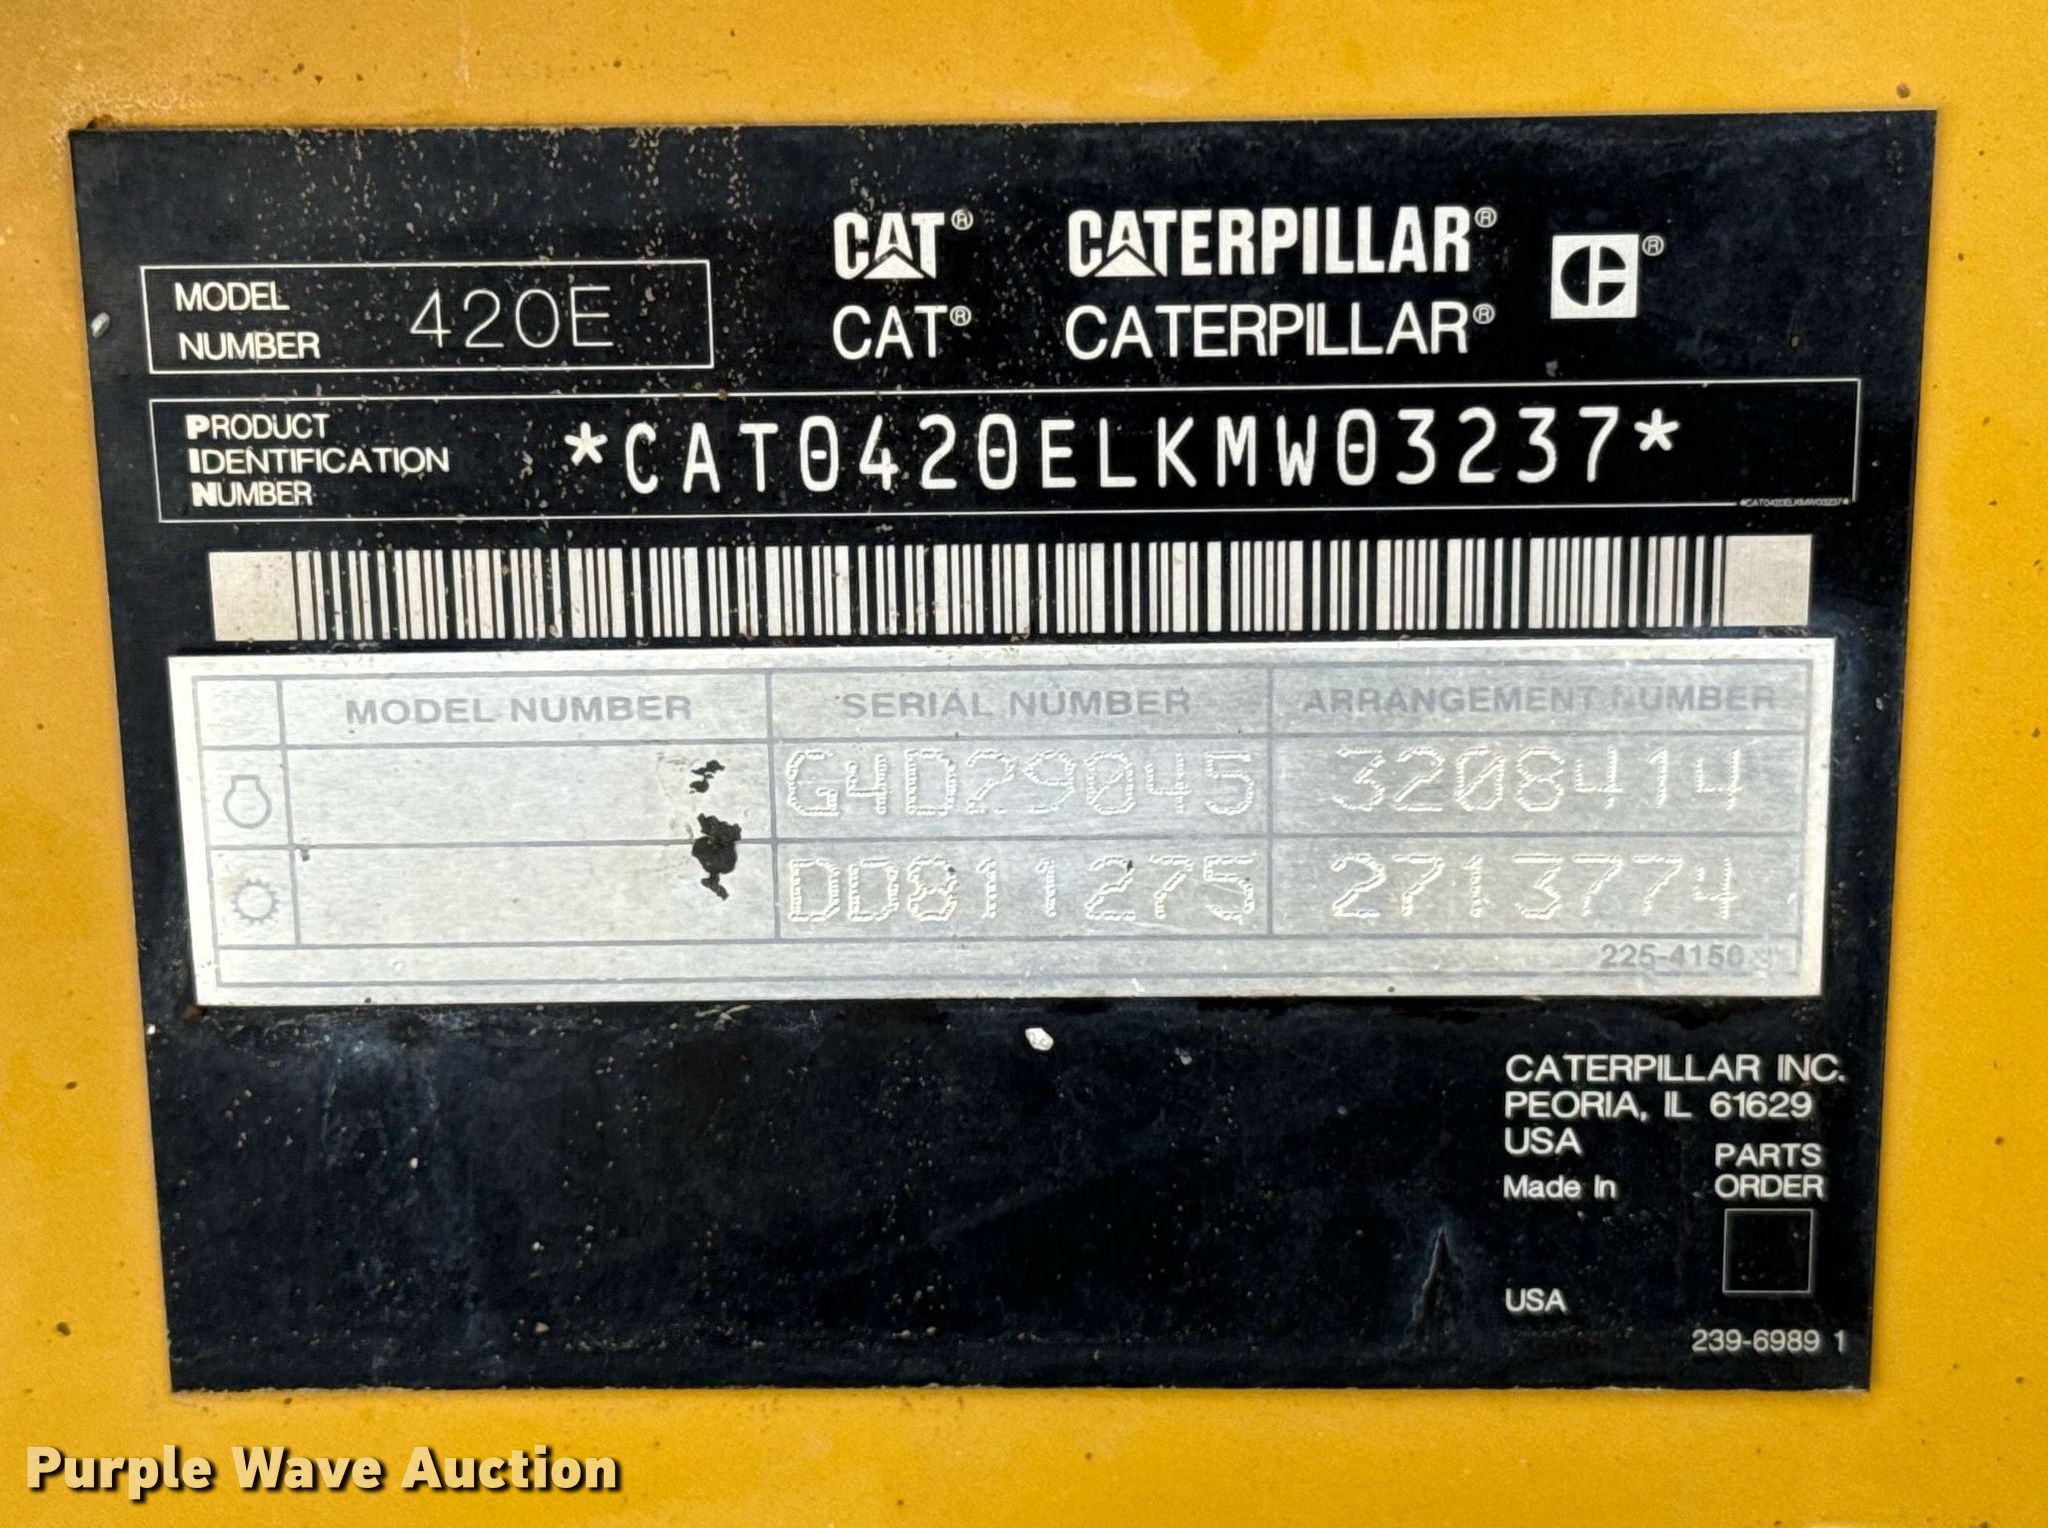 CAT® CATERPILLAR® ®
MODEL
NUMBER 420E
CAT® CATERPILLAR®
PRODUCT
IDENTIFICATION
NUMBER
*CAT0420ELKMW03237*
*CAT0420ELKMW03237*
MODEL NUMBER SERIAL NUMBER ARRANGEMENT NUMBER
G4D29845 3208414
DD811275 2713774
225-4150
CATERPILLAR INC.
PEORIA, IL 61629
USA
PARTS
ORDER
Made In
USA
239-6989 1
Purple Wave Auction